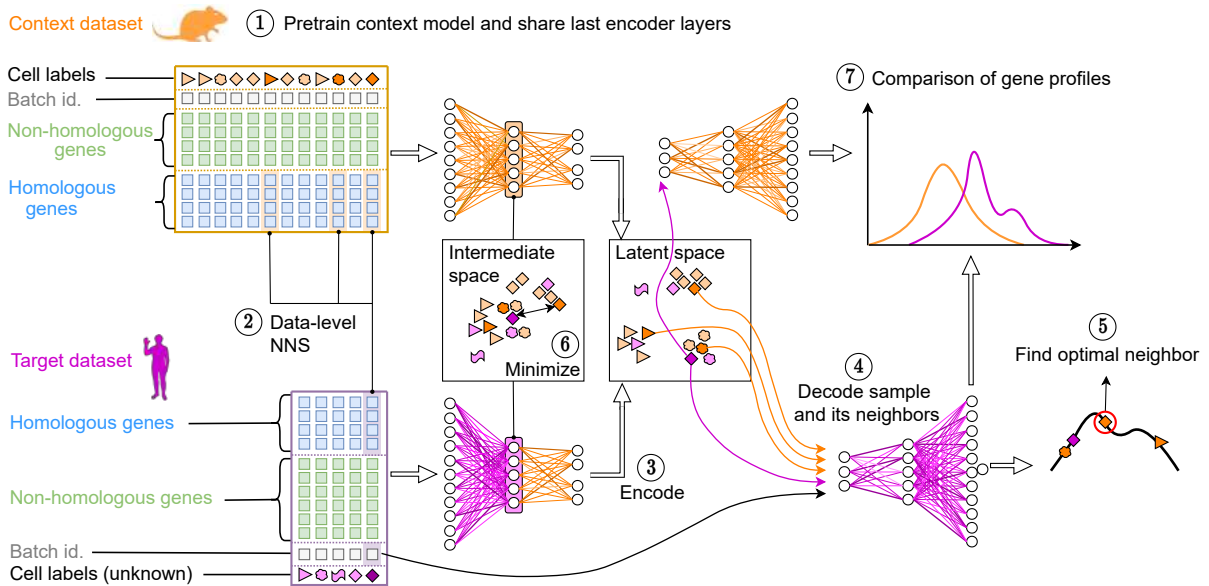 Context dataset
1 Pretrain context model and share last encoder layers
Cell labels
Batch id.
Non-homologous
genes
Homologous
genes
7 Comparison of gene profiles
Intermediate
space
Latent space
2 Data-level
NNS
6
Minimize
Target dataset
5
Find optimal neighbor
4
Decode sample
and its neighbors
Homologous genes
3
Encode
Non-homologous genes
Batch id.
Cell labels (unknown)